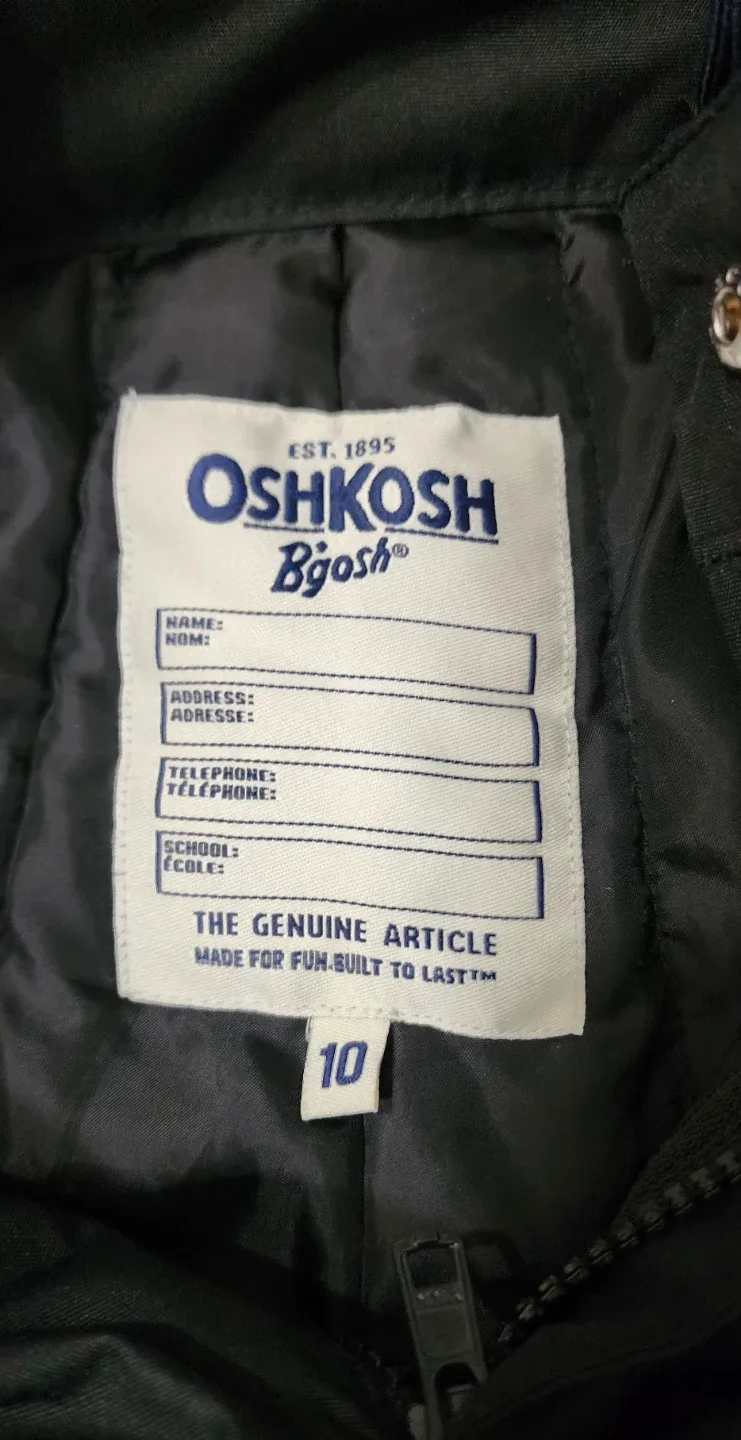 EST. 1895
OSHKOSH
B'gosh®
NAME:
NOM:
ADDRESS:
ADRESSE:
TELEPHONE:
TÉLÉPHONE:
SCHOOL:
ÉCOLE:
THE GENUINE ARTICLE
MADE FOR FUN-BUILT TO LAST™
10